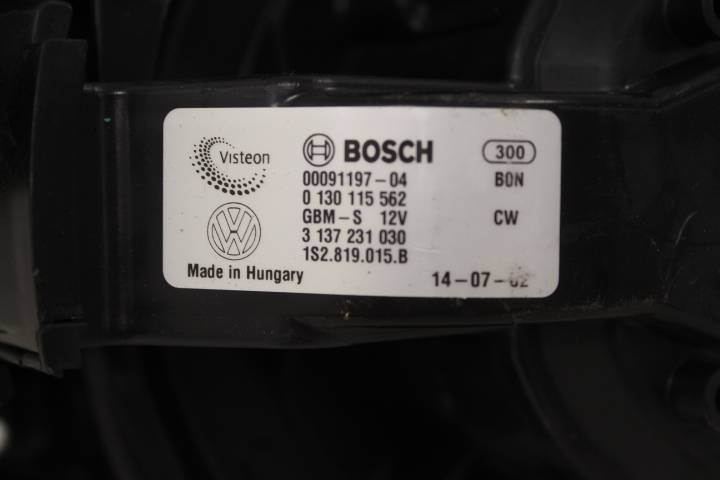 Visteon
BOSCH
300
00091197-04
BON
0 130 115 562
GBM-S 12V
CW
3 137 231 030
1S2.819.015.B
Made in Hungary
14-07-02